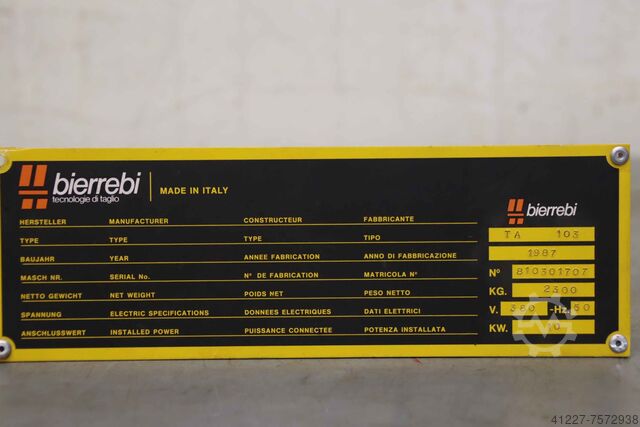 bierrebi
tecnologie di taglio
MADE IN ITALY
bierrebi
HERSTELLER MANUFACTURER CONSTRUCTEUR FABBRICANTE
TYPE TYPE TYPE TIPO TA 103
BAUJAHR YEAR ANNEE FABRICATION ANNO DI FABBRICAZIONE 1987
MASCH NR. SERIAL No. N° DE FABRICATION MATRICOLA N° N° 810301707
NETTO GEWICHT NET WEIGHT POIDS NET PESO NETTO KG. 2300
SPANNUNG ELECTRIC SPECIFICATIONS DONNEES ELECTRIQUES DATI ELETTRICI V. 380 -Hz. 50
ANSCHLUSSWERT INSTALLED POWER PUISSANCE CONNECTEE POTENZA INSTALLATA KW. 10
41227-7572938